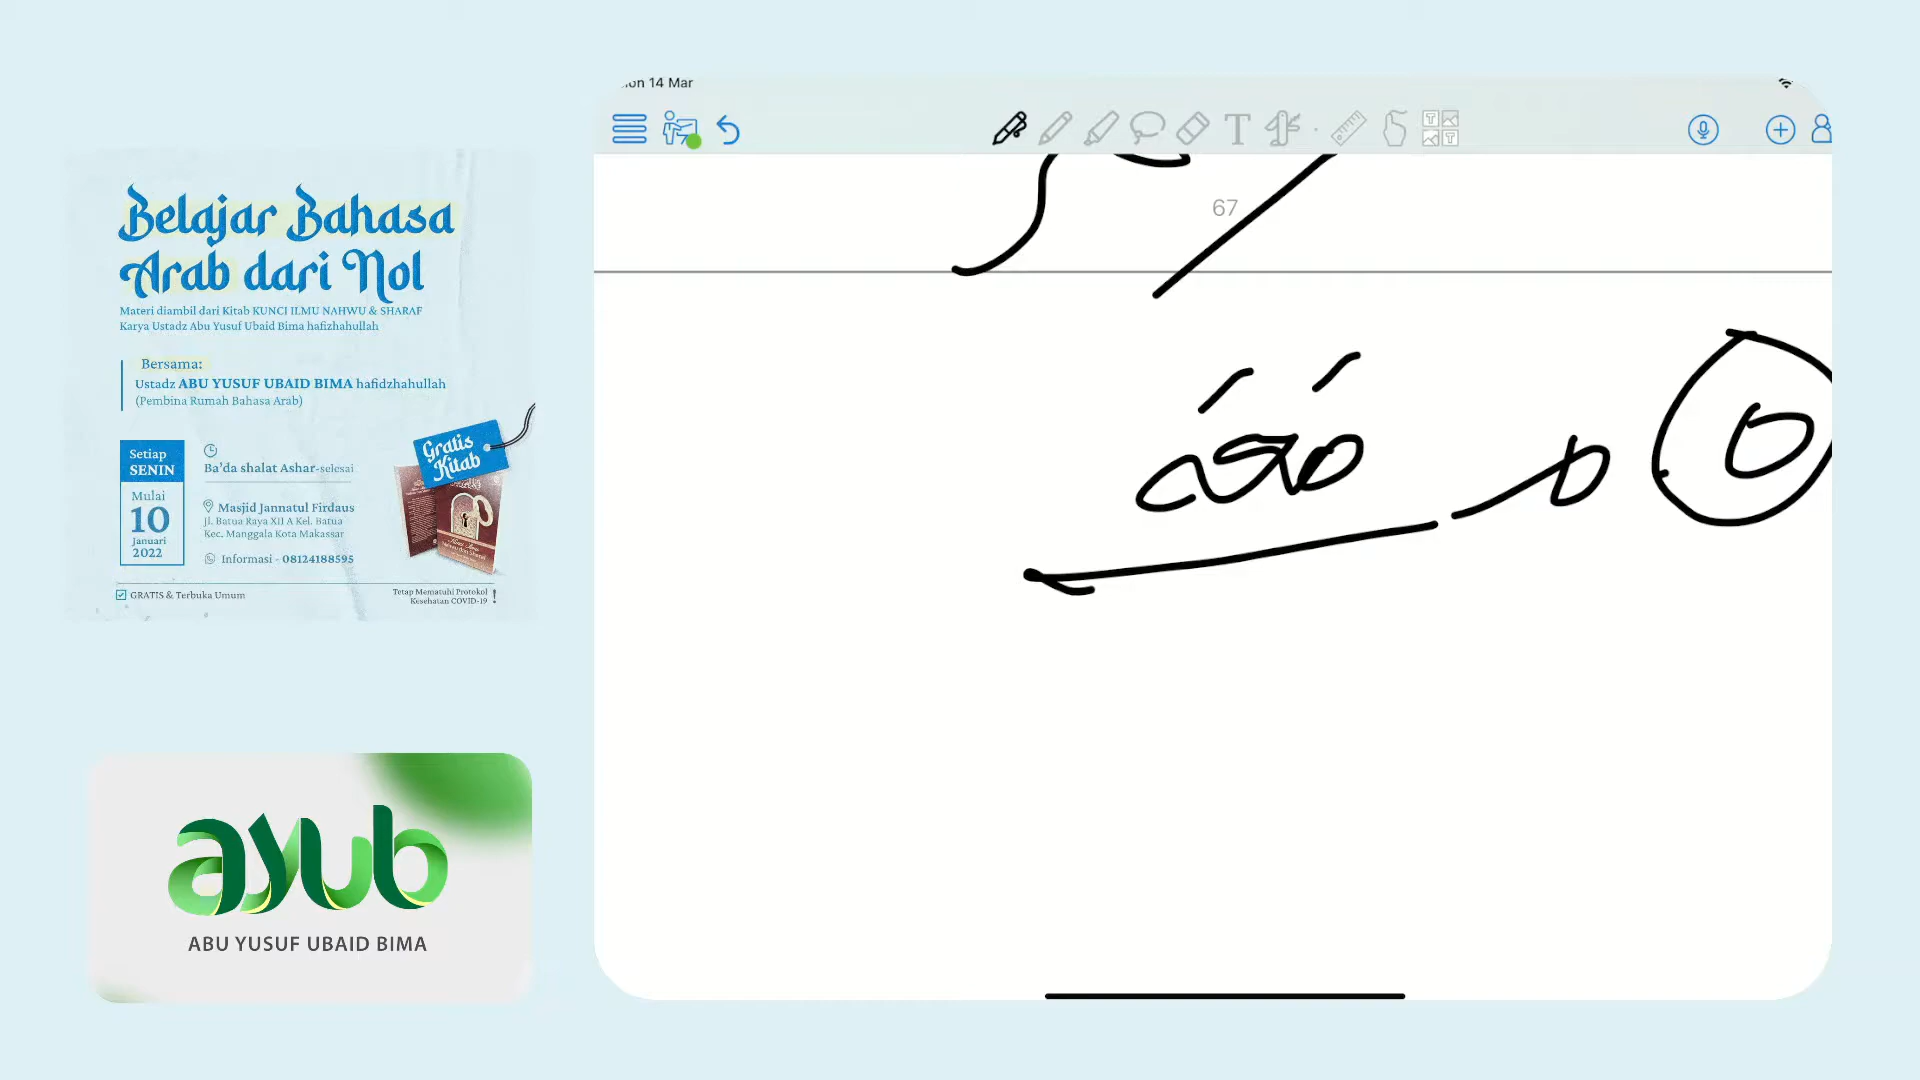 Mon 14 Mar
67
Belajar Bahasa
Arab dari Nol
Materi diambil dari Kitab KUNCI ILMU NAHWU & SHARAF
Karya Ustadz Abu Yusuf Ubaid Bima hafizhahullah
Bersama:
Ustadz ABU YUSUF UBAID BIMA hafidzhahullah
(Pembina Rumah Bahasa Arab)
Setiap
SENIN
Mulai
10
Januari
2022
Ba'da shalat Ashar-selesai
Masjid Jannatul Firdaus
Jl. Batua Raya XII A Kel. Batua
Kec. Manggala Kota Makassar
Informasi - 08124188595
Gratis
Kitab
GRATIS & Terbuka Umum
Tetap Mematuhi Protokol
Kesehatan COVID-19 !
ayub
ABU YUSUF UBAID BIMA